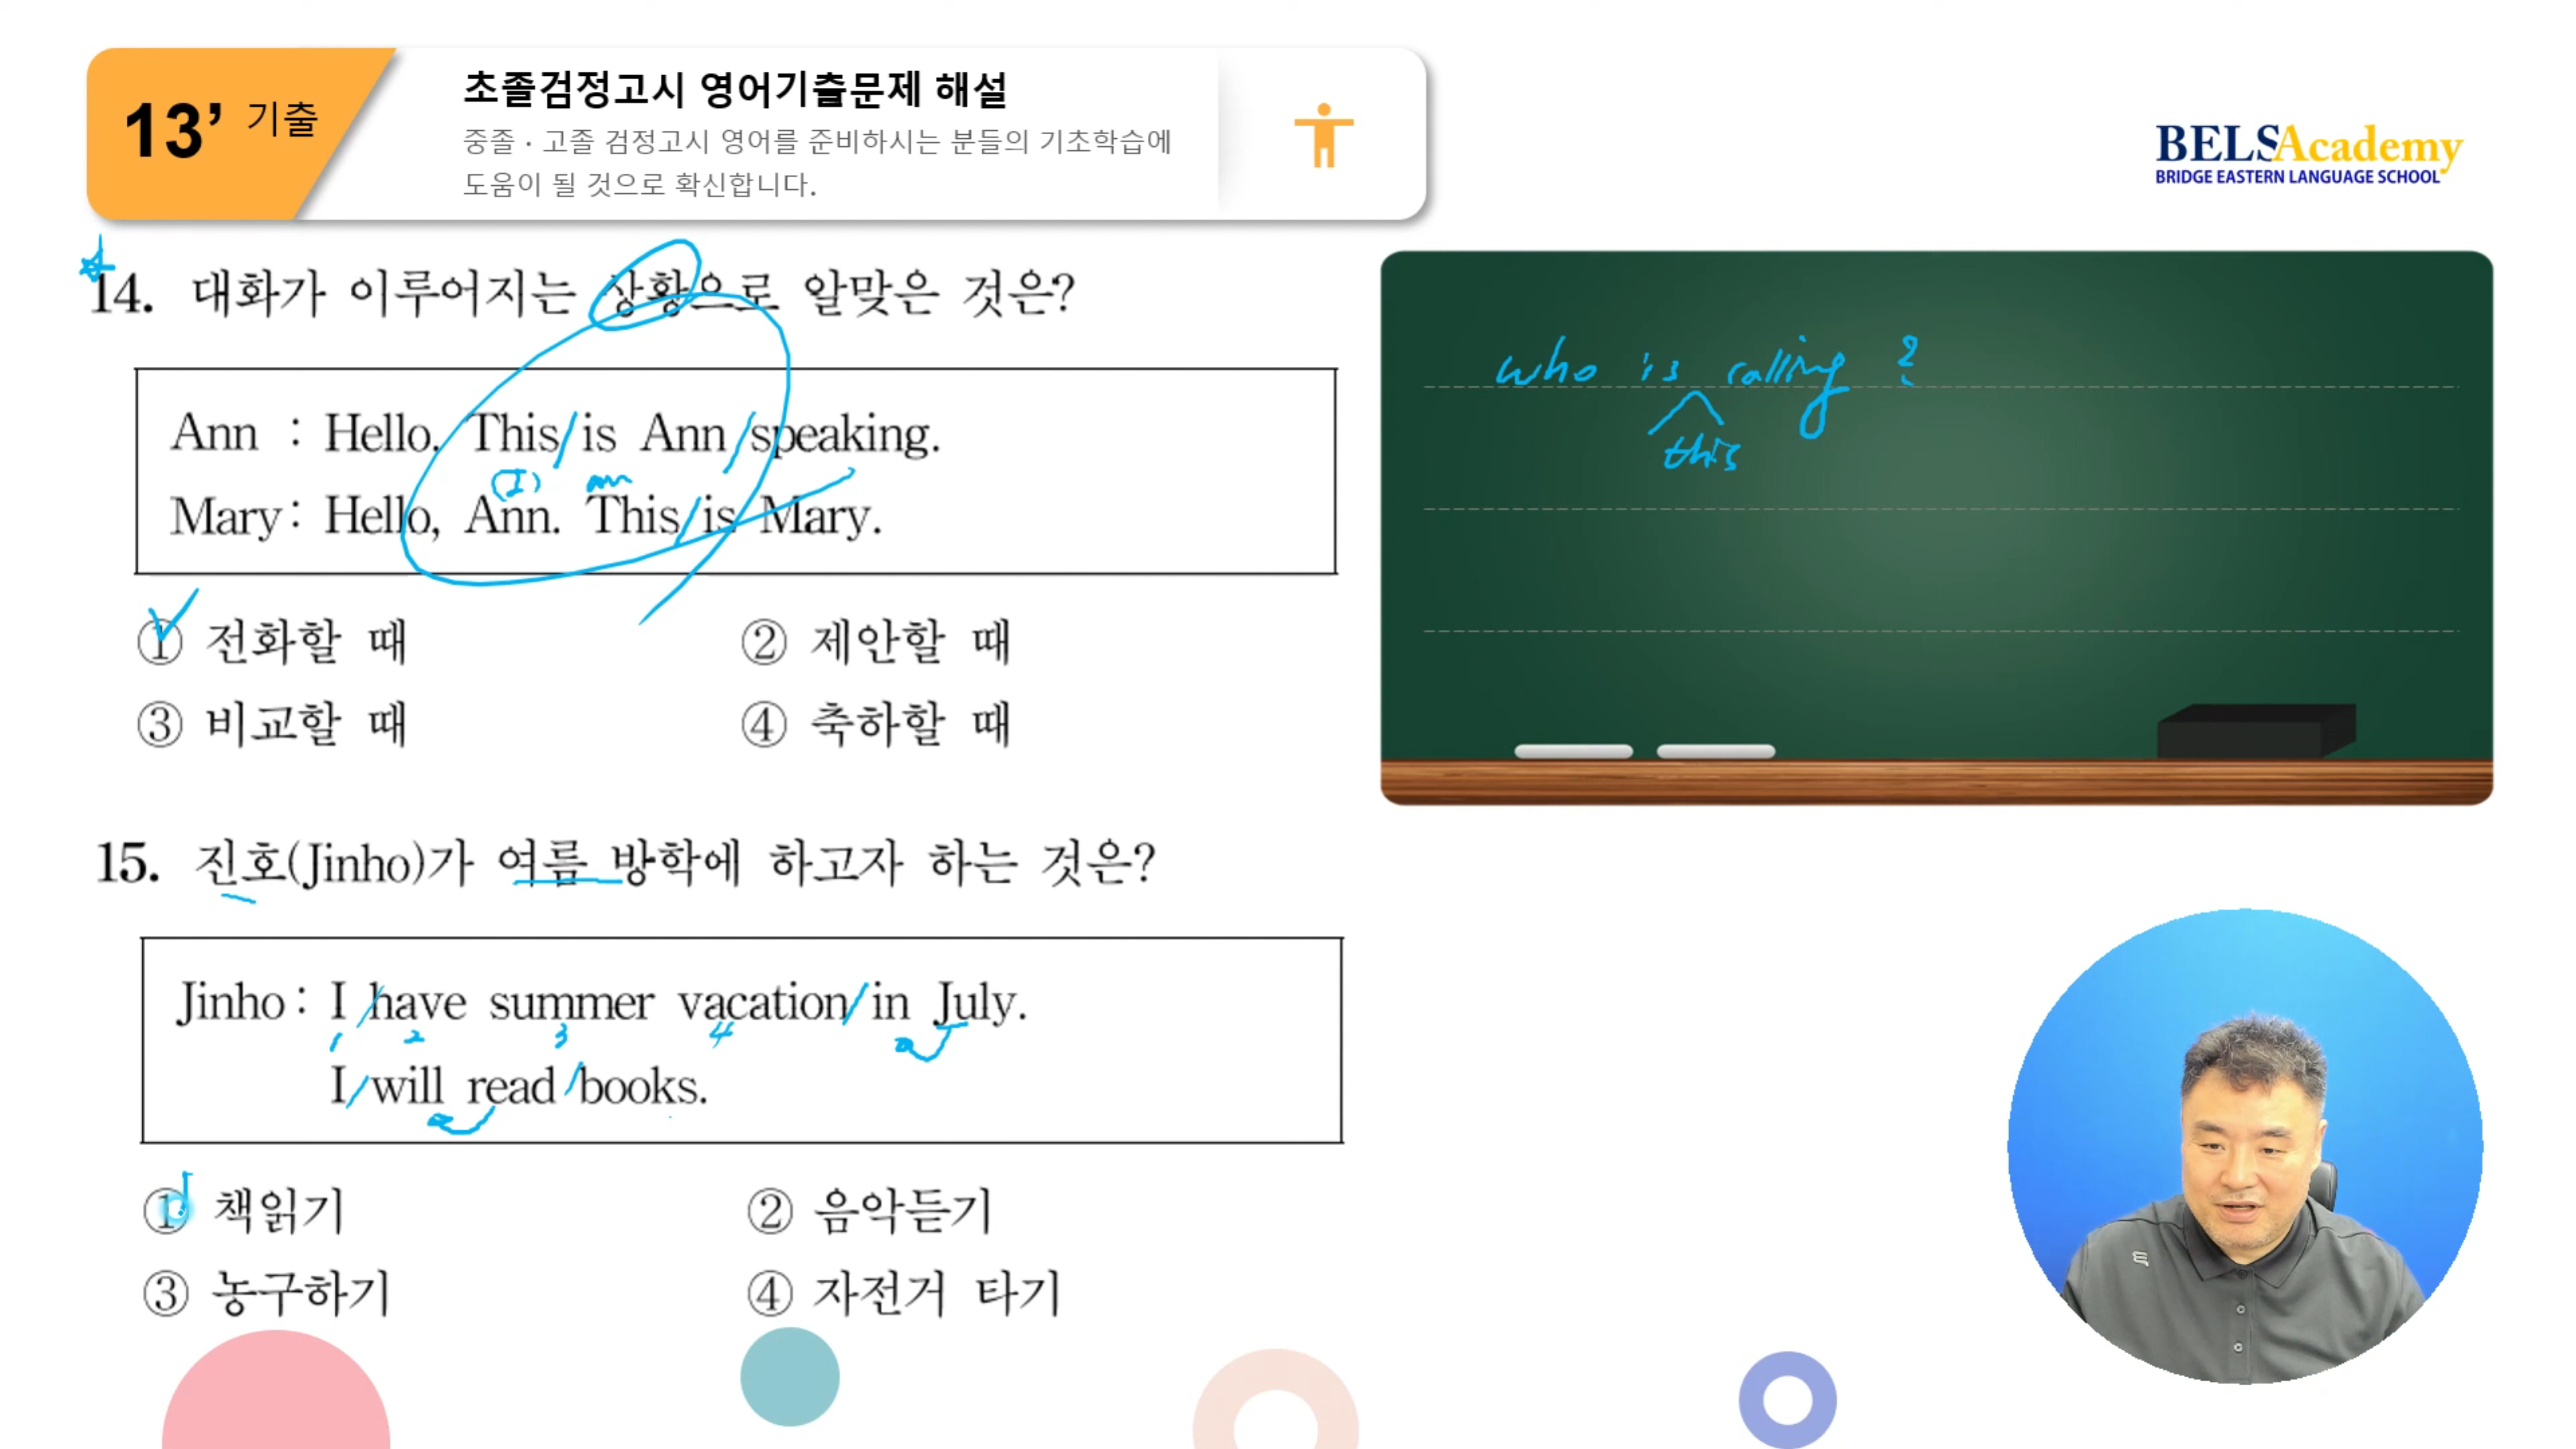 13’ 기출
초졸검정고시 영어기출문제 해설
중졸 · 고졸 검정고시 영어를 준비하시는 분들의 기초학습에
도움이 될 것으로 확신합니다.
BELSAcademy
BRIDGE EASTERN LANGUAGE SCHOOL
14. 대화가 이루어지는 상황으로 알맞은 것은?
Ann : Hello, This is Ann speaking.
(I) am
Mary : Hello, Ann. This is Mary.
① 전화할 때
② 제안할 때
③ 비교할 때
④ 축하할 때
who is calling ?
this
15. 진호(Jinho)가 여름 방학에 하고자 하는 것은?
Jinho : I have summer vacation in July.
1 2 3 4
I will read books.
① 책읽기
② 음악듣기
③ 농구하기
④ 자전거 타기